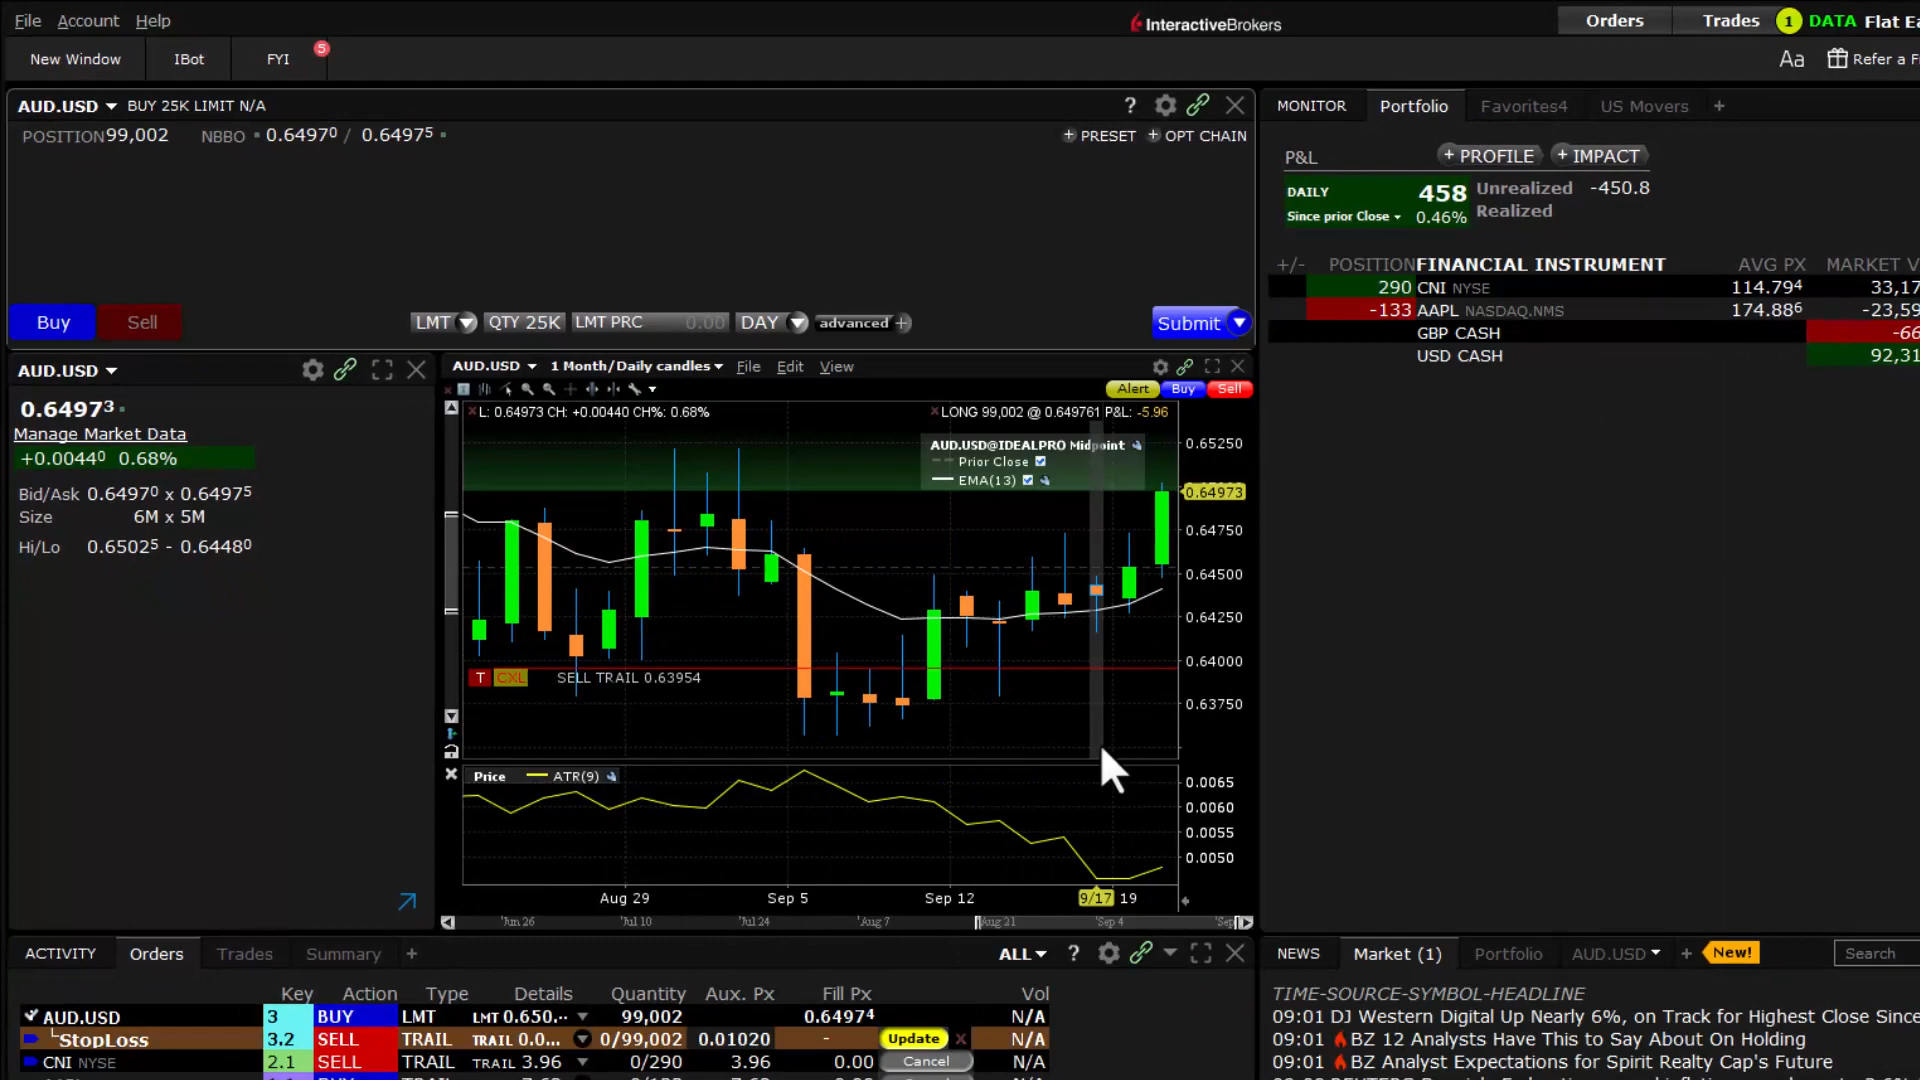 File Account Help
InteractiveBrokers
Orders Trades 1 DATA Flat Ea
New Window IBot FYI 5
Aa Refer a Fi
AUD.USD BUY 25K LIMIT N/A
POSITION 99,002 NBBO 0.64970 / 0.64975
+ PRESET + OPT CHAIN
Buy Sell LMT QTY 25K LMT PRC 0.00 DAY advanced + Submit
MONITOR Portfolio Favorites4 US Movers +
P&L + PROFILE + IMPACT
DAILY 458 Unrealized -450.8
Since prior Close 0.46% Realized
+/- POSITION FINANCIAL INSTRUMENT AVG PX MARKET V
290 CNI NYSE 114.794 33,17
-133 AAPL NASDAQ.NMS 174.886 -23,59
GBP CASH -66
USD CASH 92,31
AUD.USD
0.64973
Manage Market Data
+0.00440 0.68%
Bid/Ask 0.64970 x 0.64975
Size 6M x 5M
Hi/Lo 0.65025 - 0.64480
AUD.USD 1 Month/Daily candles File Edit View
Alert Buy Sell
L: 0.64973 CH: +0.00440 CH%: 0.68%
LONG 99,002 @ 0.649761 P&L: -5.96
AUD.USD@IDEALPRO Midpoint
Prior Close
EMA(13)
0.65250
0.64973
0.64750
0.64500
0.64250
0.64000
0.63750
T CXL SELL TRAIL 0.63954
Price ATR(9)
0.0065
0.0060
0.0055
0.0050
Aug 29 Sep 5 Sep 12 9/17 19
Jun 26 Jul 10 Jul 24 Aug 7 Aug 21 Sep 4 Sep
ACTIVITY Orders Trades Summary + ALL ?
Key Action Type Details Quantity Aux. Px Fill Px Vol
AUD.USD 3 BUY LMT LMT 0.650... 99,002 0.64974 N/A
StopLoss 3.2 SELL TRAIL TRAIL 0.0... 0/99,002 0.01020 - Update N/A
CNI NYSE 2.1 SELL TRAIL TRAIL 3.96 0/290 3.96 0.00 Cancel N/A
NEWS Market (1) Portfolio AUD.USD + New! Search
TIME-SOURCE-SYMBOL-HEADLINE
09:01 DJ Western Digital Up Nearly 6%, on Track for Highest Close Since
09:01 BZ 12 Analysts Have This to Say About On Holding
09:01 BZ Analyst Expectations for Spirit Realty Cap's Future